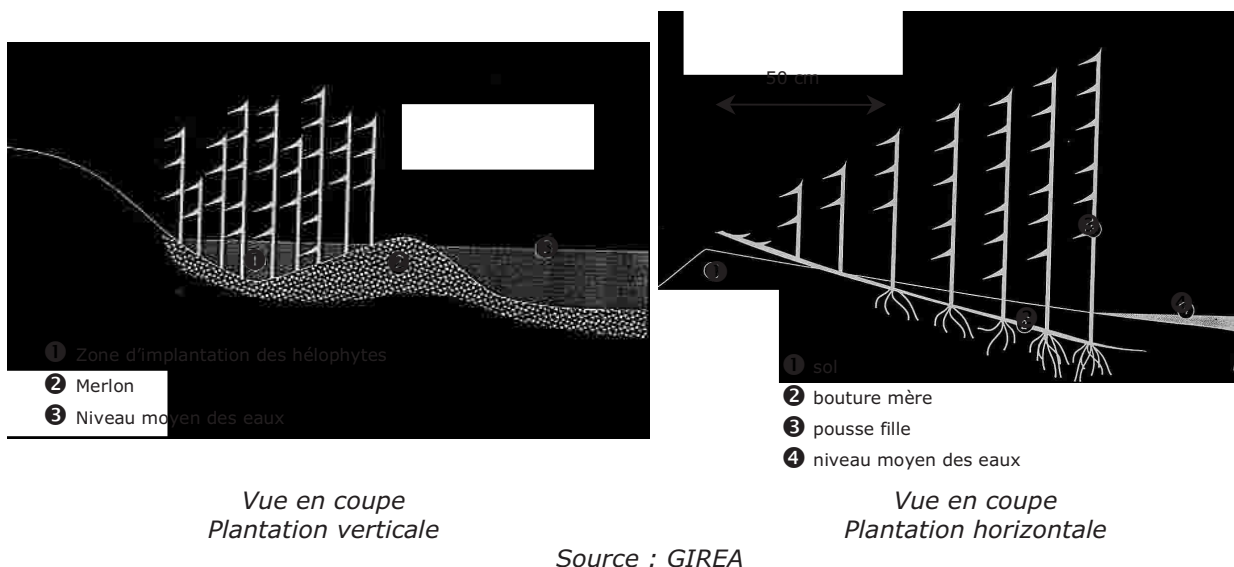 50 cm
❶ Zone d'implantation des hélophytes
❷ Merlon
❸ Niveau moyen des eaux
❶ sol
❷ bouture mère
❸ pousse fille
❹ niveau moyen des eaux
Vue en coupe
Plantation verticale
Vue en coupe
Plantation horizontale
Source : GIREA